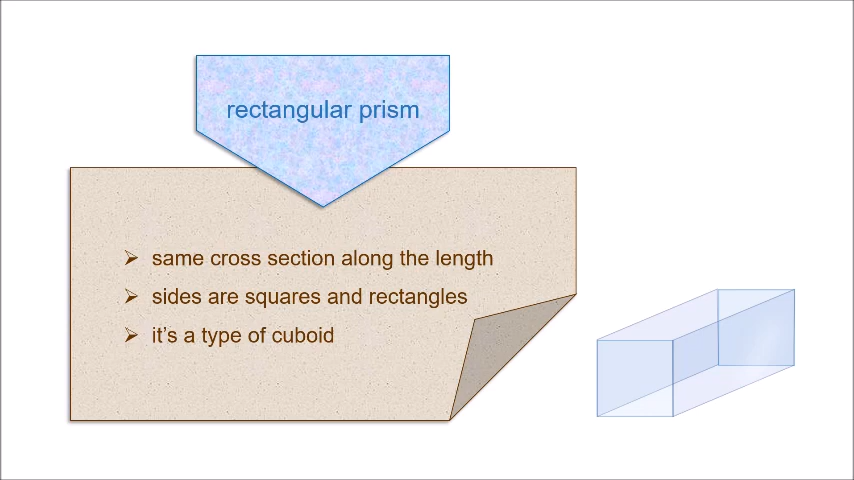 rectangular prism
➢ same cross section along the length
➢ sides are squares and rectangles
➢ it’s a type of cuboid